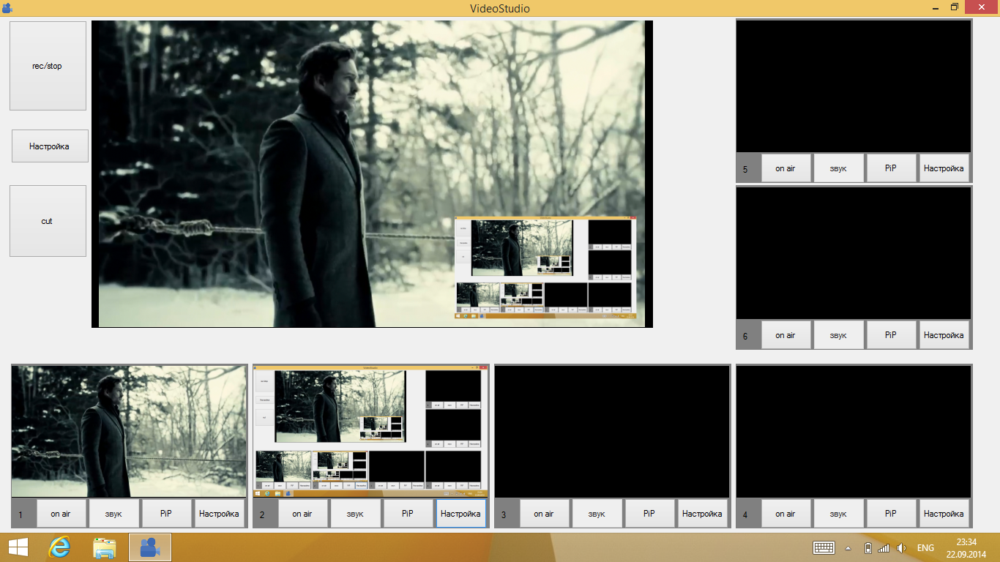 VideoStudio
rec/stop
Настройка
cut
5 on air звук PiP Настройка
6 on air звук PiP Настройка
1 on air звук PiP Настройка
2 on air звук PiP Настройка
3 on air звук PiP Настройка
4 on air звук PiP Настройка
ENG
23:34
22.09.2014